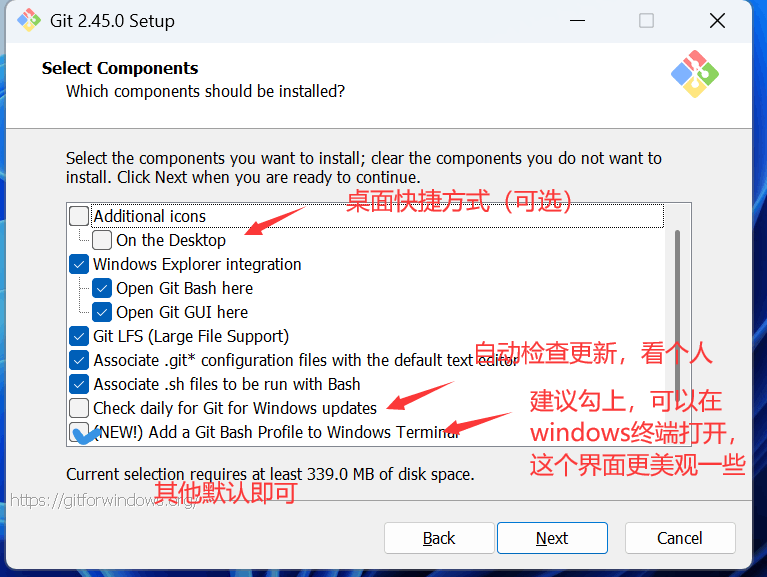 Git 2.45.0 Setup
Select Components
Which components should be installed?
Select the components you want to install; clear the components you do not want to
install. Click Next when you are ready to continue.
桌面快捷方式（可选）
Additional icons
On the Desktop
Windows Explorer integration
Open Git Bash here
Open Git GUI here
Git LFS (Large File Support)
自动检查更新，看个人
Associate .git* configuration files with the default text editor
Associate .sh files to be run with Bash
Check daily for Git for Windows updates
建议勾上，可以在
windows终端打开，
这个界面更美观一些
(NEW!) Add a Git Bash Profile to Windows Terminal
Current selection requires at least 339.0 MB of disk space.
其他默认即可
https://gitforwindows.org/
Back
Next
Cancel